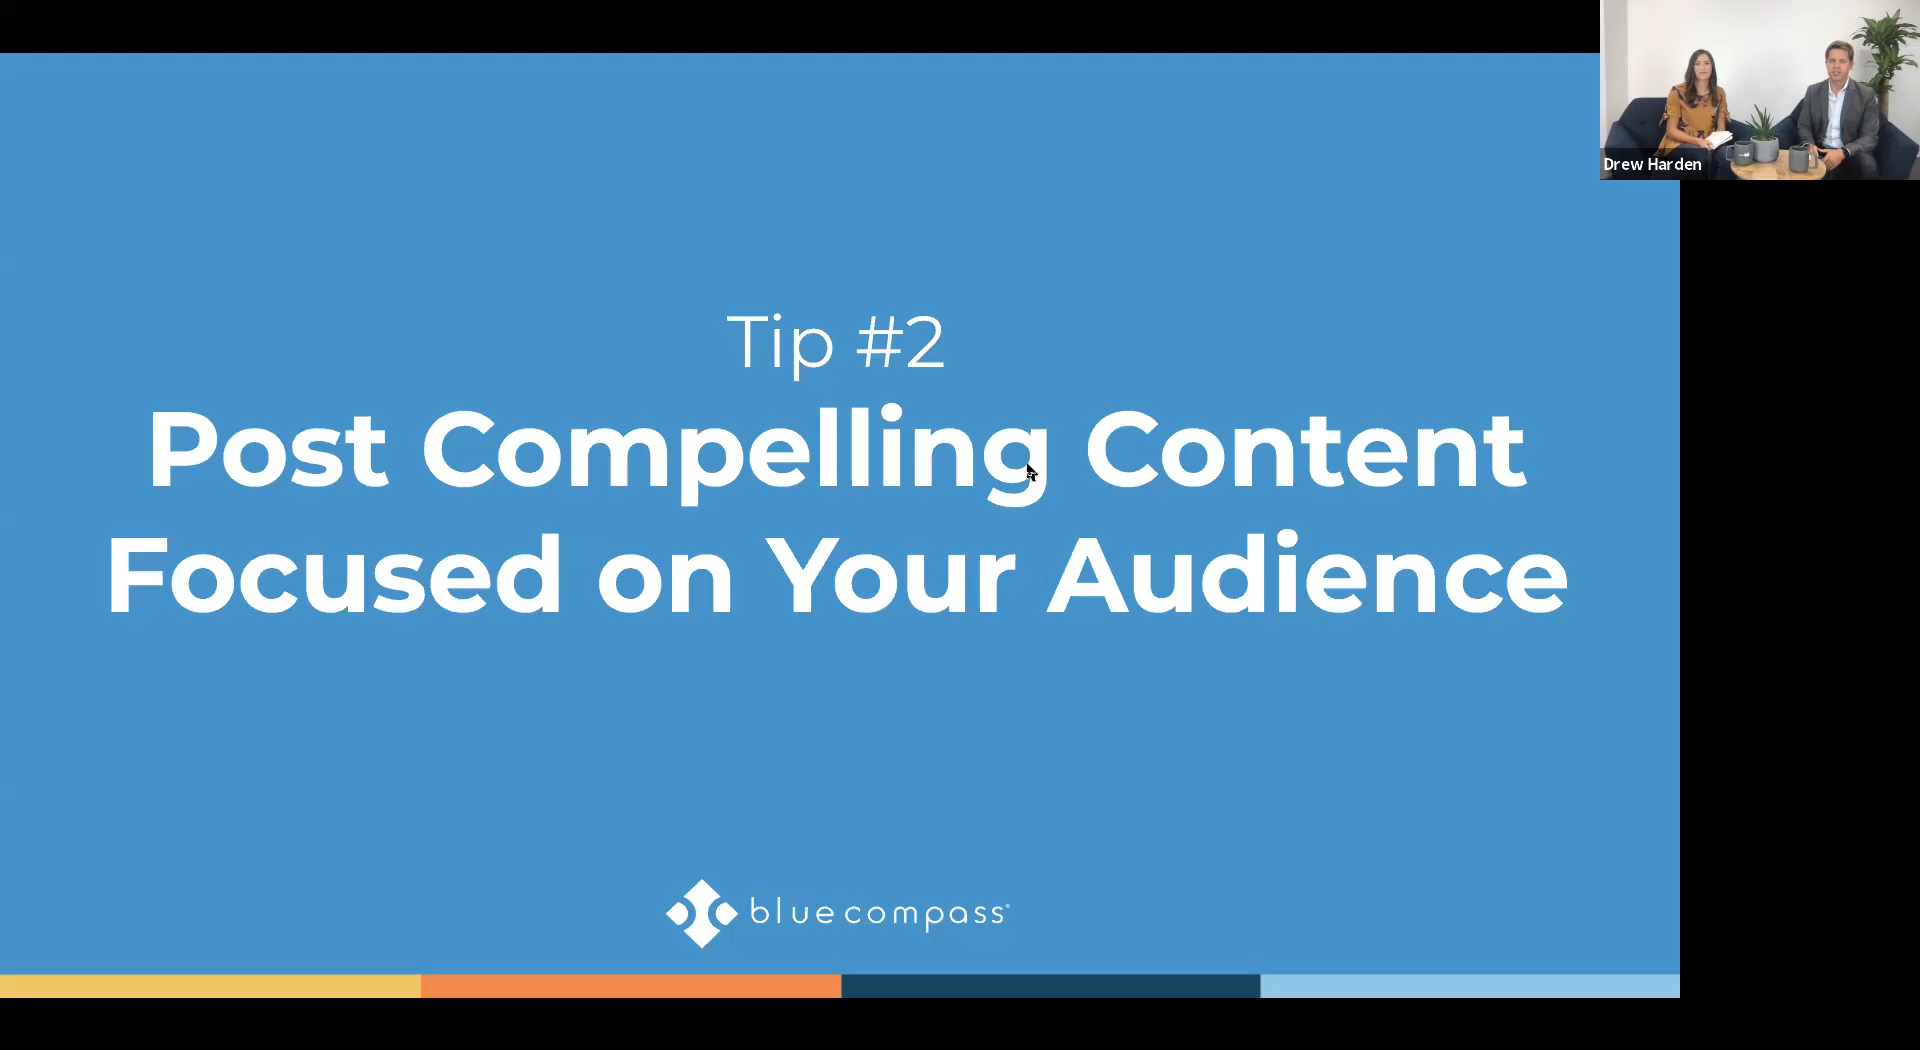 Drew Harden
Tip #2
Post Compelling Content
Focused on Your Audience
blue compass